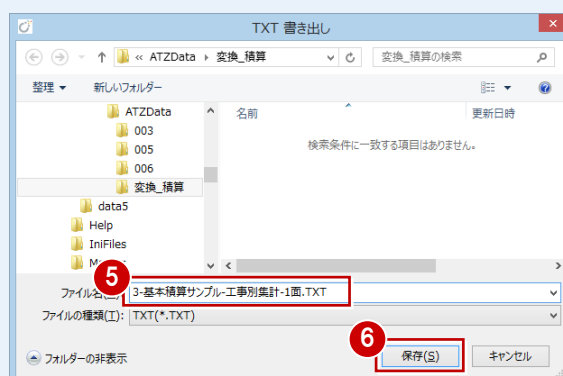 TXT 書き出し
« ATZData 変換_積算
変換_積算の検索
整理 新しいフォルダー
名前 更新日時
検索条件に一致する項目はありません。
ATZData
003
005
006
変換_積算
data5
Help
IniFiles
5
3-基本積算サンプル-工事別集計-1面.TXT
ファイルの種類(T): TXT(*.TXT)
6
フォルダーの非表示
保存(S) キャンセル